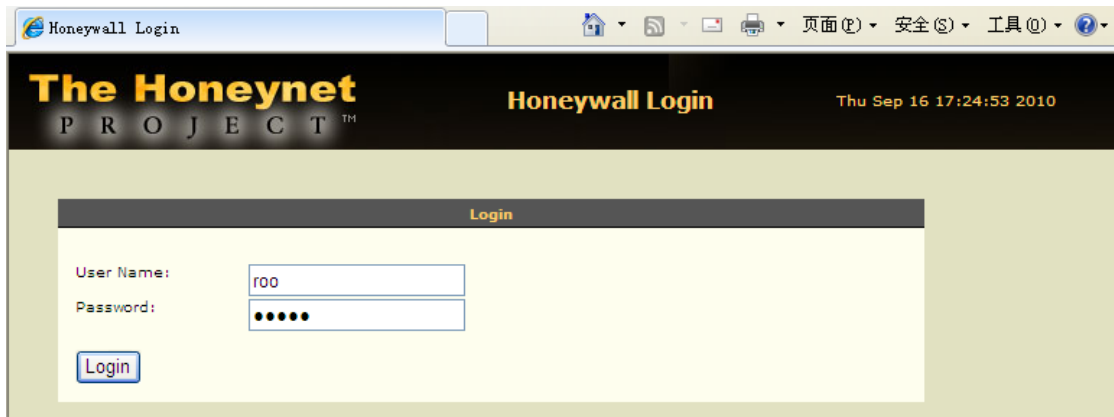 Honeywall Login
页面(P) 安全(S) 工具(O)
The Honeynet
PROJECT™
Honeywall Login
Thu Sep 16 17:24:53 2010
Login
User Name:
roo
Password:
•••••
Login